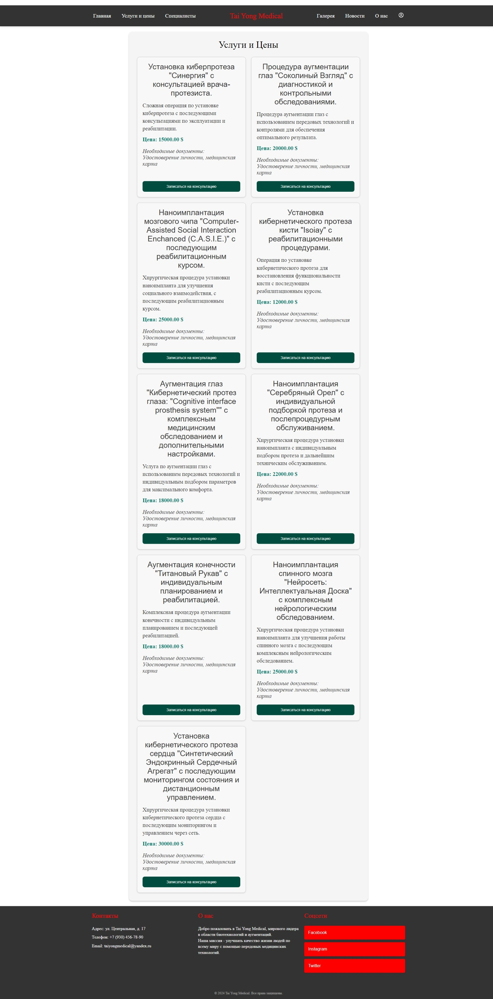 Главная Услуги и цены Специалисты Tai Yong Medical Галерея Новости О нас
Услуги и Цены
Установка киберпротеза
"Синергия" с
консультацией врача-
протезиста.
Сложная операция по установке
киберпротеза с последующими
консультациями по эксплуатации и
реабилитации.
Цена: 15000.00 $
Необходимые документы:
Удостоверение личности, медицинская
карта
Записаться на консультацию
Процедура аугментации
глаз "Соколиный Взгляд" с
диагностикой и
контрольными
обследованиями.
Процедура аугментации глаз с
использованием передовых технологий и
контролями для обеспечения
оптимального результата.
Цена: 20000.00 $
Необходимые документы:
Удостоверение личности, медицинская
карта
Записаться на консультацию
Наноимплантация
мозгового чипа "Computer-
Assisted Social Interaction
Enchanced (C.A.S.I.E.)" с
последующим
реабилитационным
курсом.
Хирургическая процедура установки
наноимпланта для улучшения
социального взаимодействия, с
последующим реабилитационным
курсом.
Цена: 25000.00 $
Необходимые документы:
Удостоверение личности, медицинская
карта
Записаться на консультацию
Установка
кибернетического протеза
кисти "Isoiay" с
реабилитационными
процедурами.
Операция по установке
кибернетического протеза для
восстановления функциональности
кисти с последующим
реабилитационным курсом.
Цена: 12000.00 $
Необходимые документы:
Удостоверение личности, медицинская
карта
Записаться на консультацию
Аугментация глаз
"Кибернетический протез
глаза: "Cognitive interface
prosthesis system"" с
комплексным
медицинским
обследованием и
дополнительными
настройками.
Услуга по аугментации глаз с
использованием передовых технологий и
индивидуальным подбором параметров
для максимального комфорта.
Цена: 18000.00 $
Необходимые документы:
Удостоверение личности, медицинская
карта
Записаться на консультацию
Наноимплантация
"Серебряный Орел" с
индивидуальной
подборкой протеза и
послепроцедурным
обслуживанием.
Хирургическая процедура установки
наноимпланта с индивидуальным
подбором протеза и дальнейшим
техническим обслуживанием.
Цена: 22000.00 $
Необходимые документы:
Удостоверение личности, медицинская
карта
Записаться на консультацию
Аугментация конечности
"Титановый Рукав" с
индивидуальным
планированием и
реабилитацией.
Комплексная процедура аугментации
конечности с индивидуальным
планированием и последующей
реабилитацией.
Цена: 18000.00 $
Необходимые документы:
Удостоверение личности, медицинская
карта
Записаться на консультацию
Наноимплантация
спинного мозга
"Нейросеть:
Интеллектуальная Доска"
с комплексным
нейрологическим
обследованием.
Хирургическая процедура установки
наноимпланта для улучшения работы
спинного мозга с последующим
комплексным нейрологическим
обследованием.
Цена: 25000.00 $
Необходимые документы:
Удостоверение личности, медицинская
карта
Записаться на консультацию
Установка
кибернетического протеза
сердца "Синтетический
Эндокринный Сердечный
Агрегат" с последующим
мониторингом состояния и
дистанционным
управлением.
Хирургическая процедура установки
кибернетического протеза сердца с
последующим мониторингом и
управлением через сеть.
Цена: 30000.00 $
Необходимые документы:
Удостоверение личности, медицинская
карта
Записаться на консультацию
Контакты
Адрес: ул. Центральная, д. 17
Телефон: +7 (930) 456-78-90
Email: taiyongmedical@yandex.ru
О нас
Добро пожаловать в Tai Yong Medical, мирового лидера
в области биотехнологий и аугментаций.
Наша миссия - улучшать качество жизни людей по
всему миру с помощью передовых медицинских
технологий.
Соцсети
Facebook
Instagram
Twitter
© 2024 Tai Yong Medical. Все права защищены.